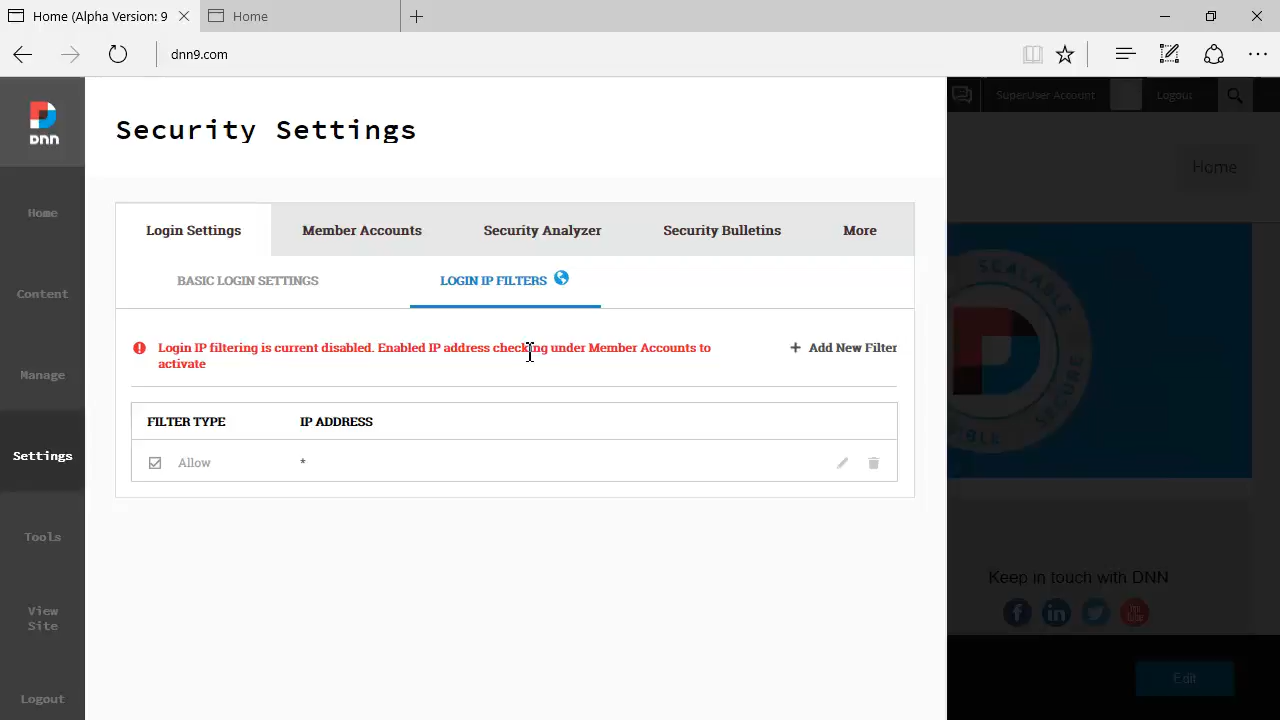 Home (Alpha Version: 9
Home
dnn9.com
DNN
Home
Content
Manage
Settings
Tools
View
Site
Logout
Security Settings
Login Settings
Member Accounts
Security Analyzer
Security Bulletins
More
BASIC LOGIN SETTINGS
LOGIN IP FILTERS
Login IP filtering is current disabled. Enabled IP address checking under Member Accounts to
activate
+ Add New Filter
FILTER TYPE
IP ADDRESS
Allow
*
SuperUser Account
Logout
Home
SCALABLE
SECURE
Keep in touch with DNN
Edit